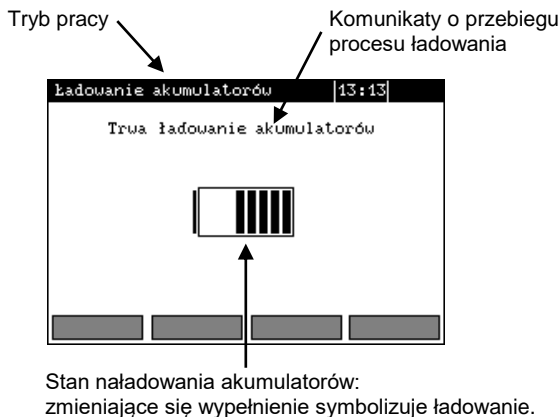 Tryb pracy
Komunikaty o przebiegu
procesu ładowania
Ładowanie akumulatorów 13:13
Trwa ładowanie akumulatorów
Stan naładowania akumulatorów:
zmieniające się wypełnienie symbolizuje ładowanie.